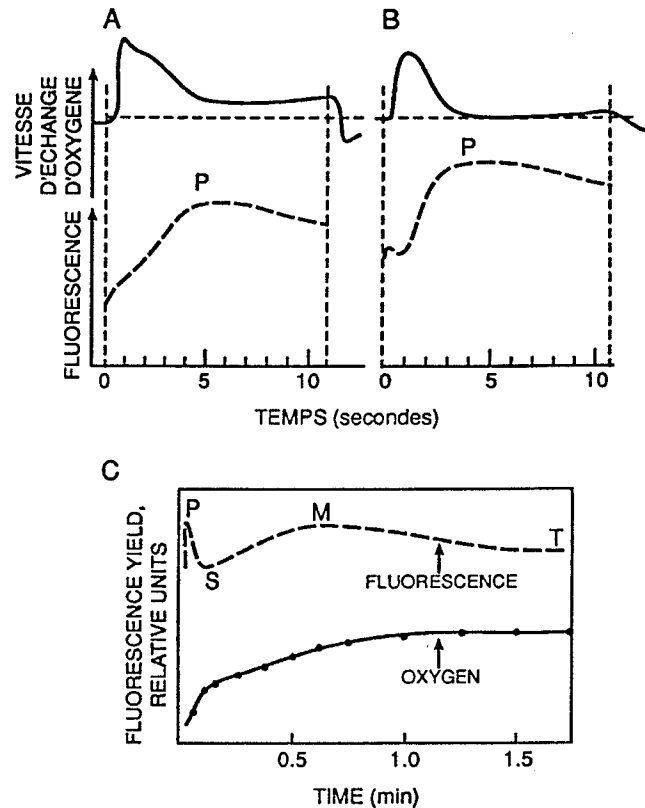 A
B
VITESSE
D'ECHANGE
D'OXYGENE
P
P
FLUORESCENCE
0
5
10
0
5
10
TEMPS (secondes)
C
P
M
T
S
FLUORESCENCE
OXYGEN
FLUORESCENCE YIELD,
RELATIVE UNITS
0.5
1.0
1.5
TIME (min)